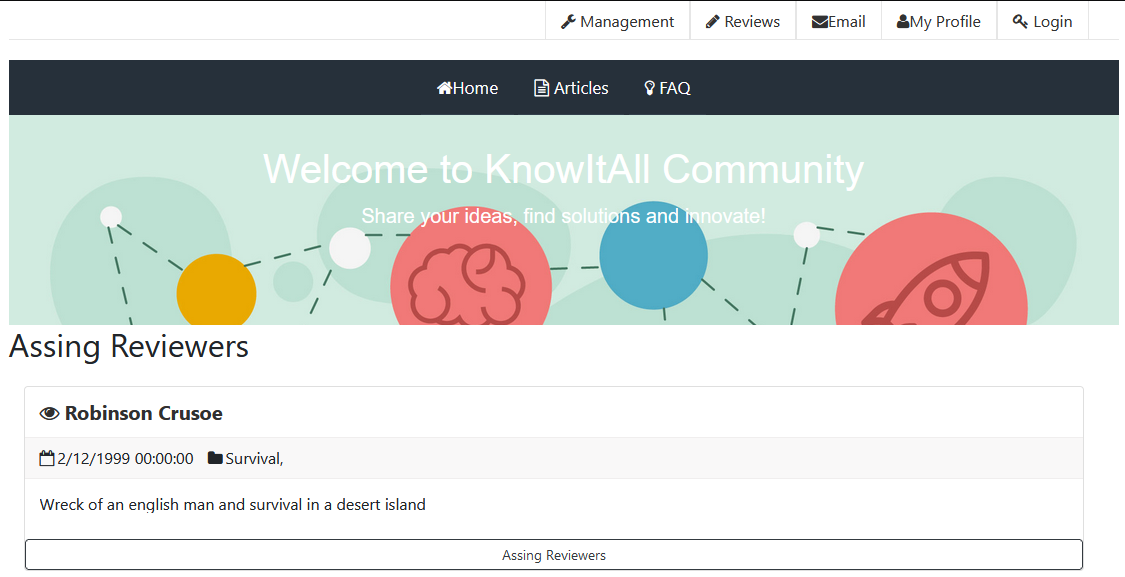 Management Reviews Email My Profile Login
Home Articles FAQ
Welcome to KnowItAll Community
Share your ideas, find solutions and innovate!
Assing Reviewers
Robinson Crusoe
2/12/1999 00:00:00 Survival,
Wreck of an english man and survival in a desert island
Assing Reviewers